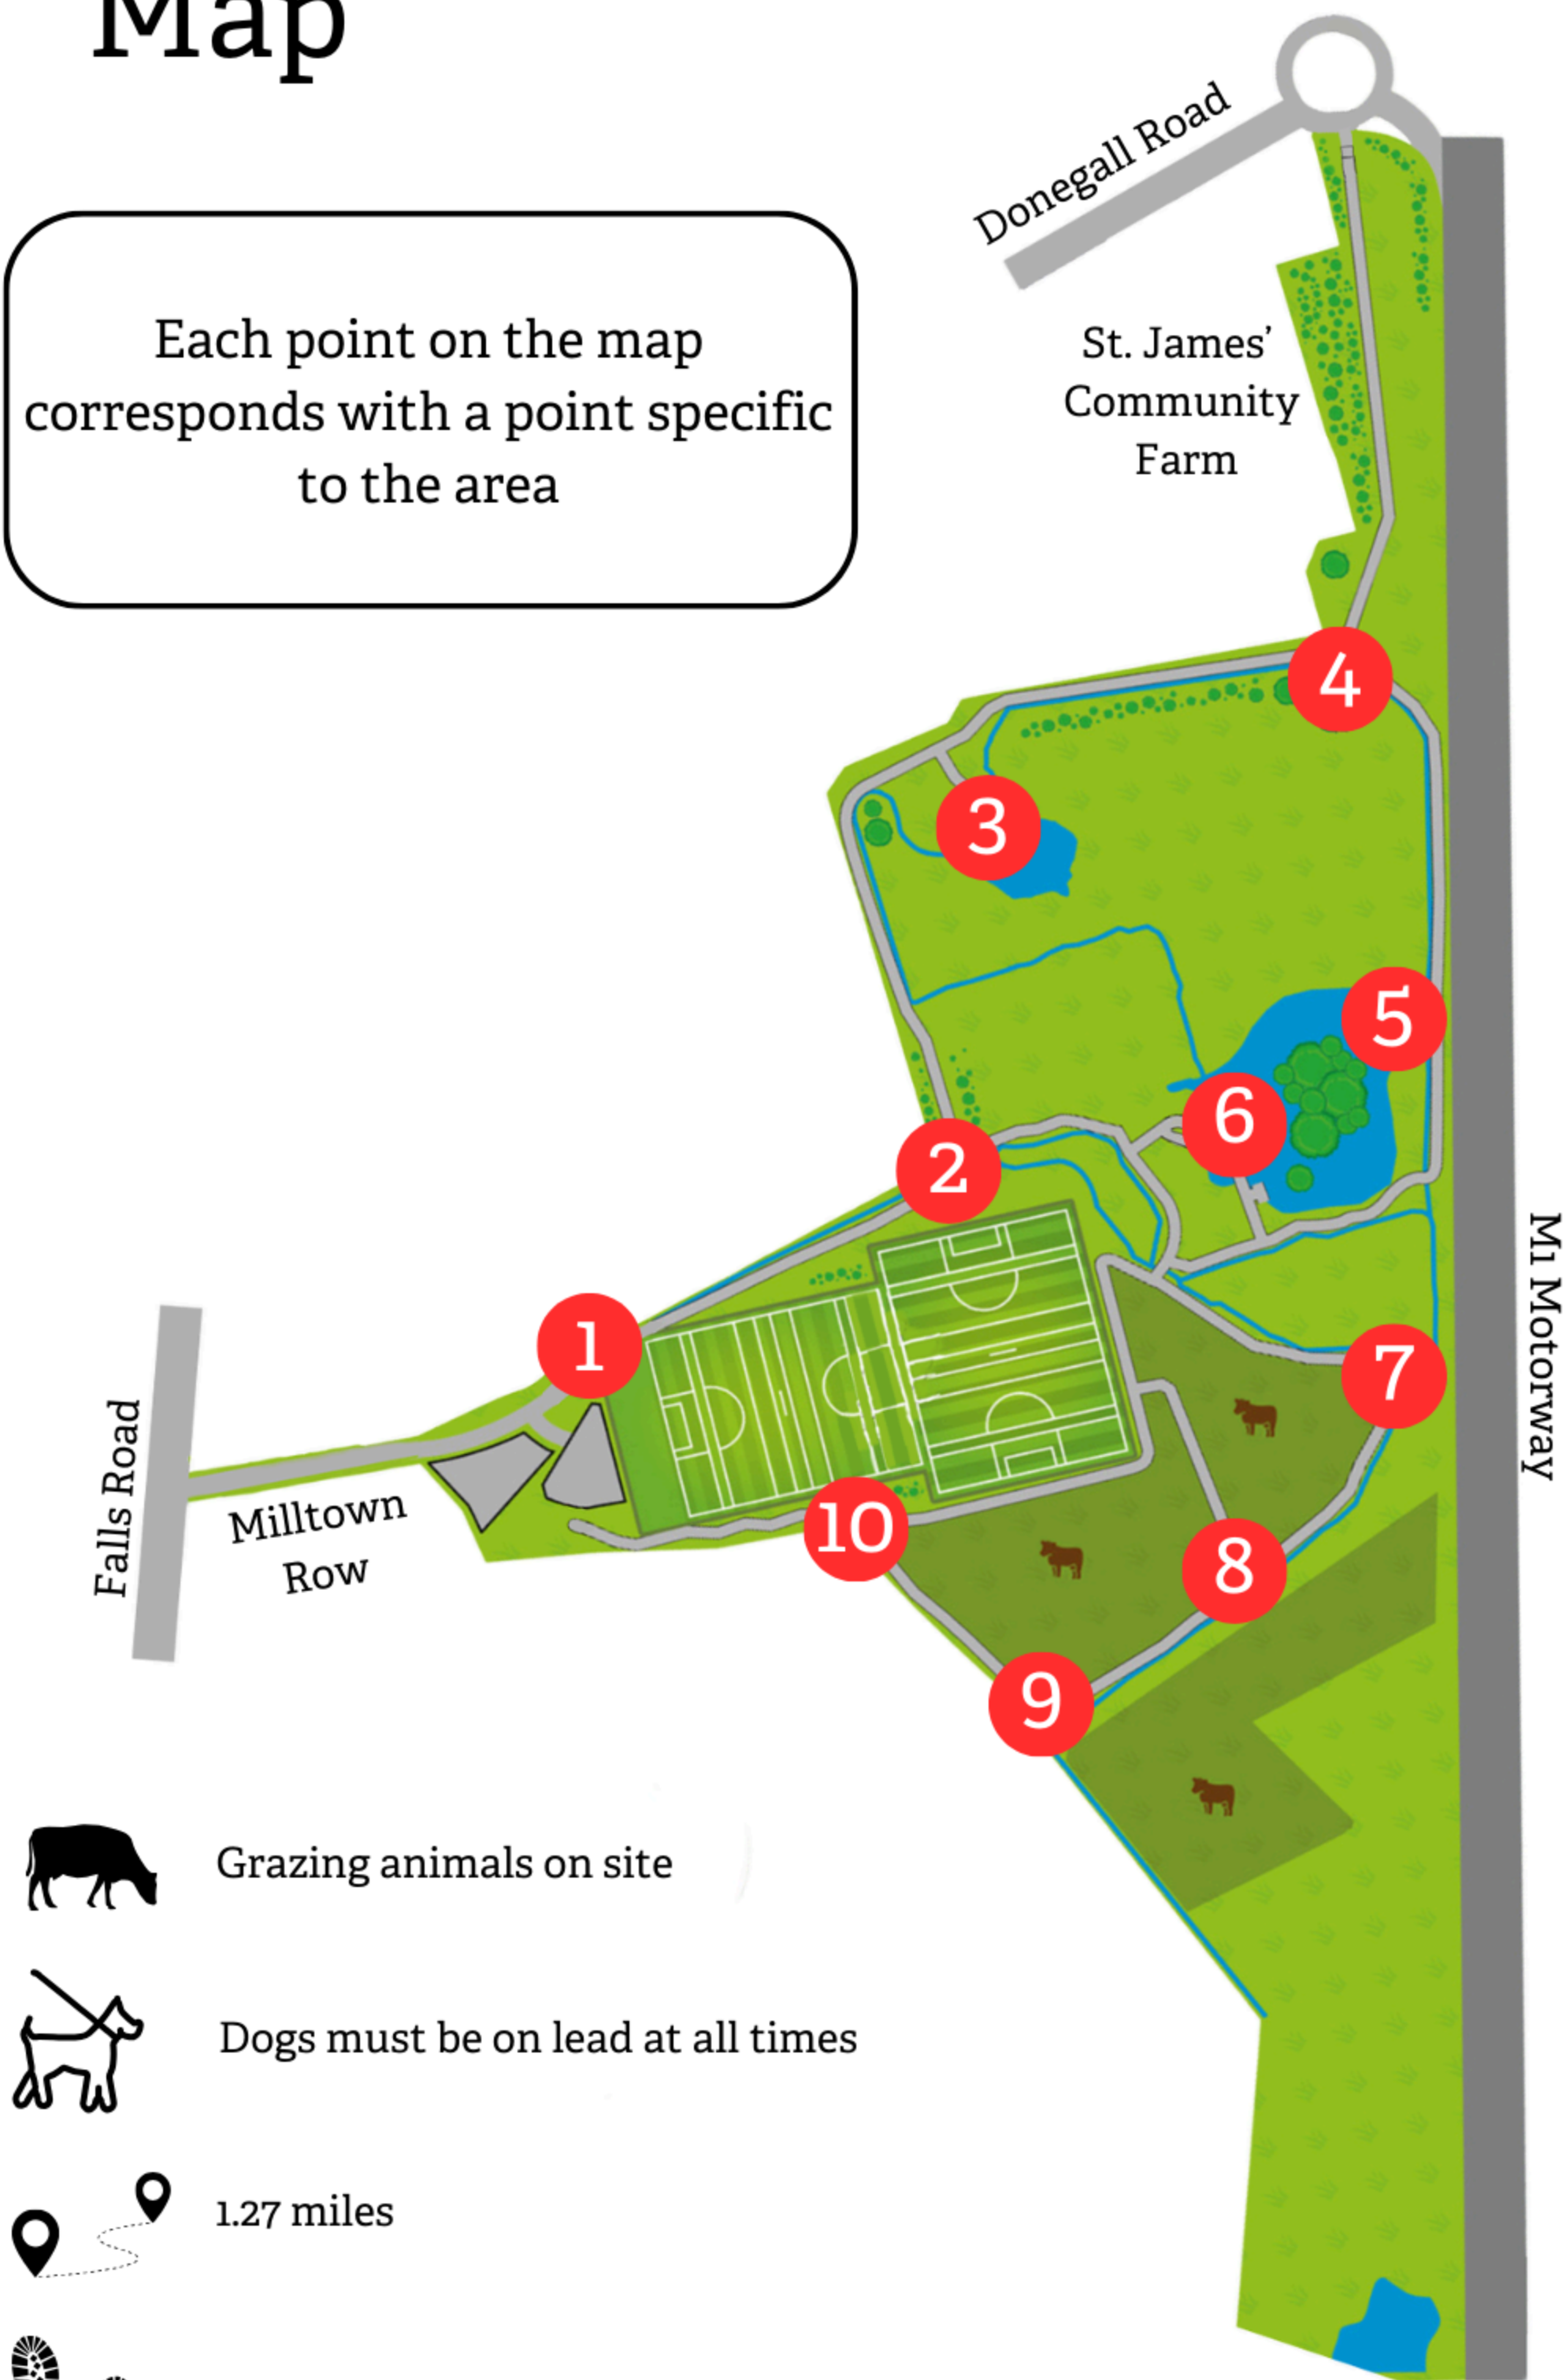 Map
Donegall Road
Each point on the map
corresponds with a point specific
to the area
St. James’
Community
Farm
4
3
5
6
2
1
7
M1 Motorway
Falls Road
Milltown
Row
10
8
9
Grazing animals on site
Dogs must be on lead at all times
1.27 miles